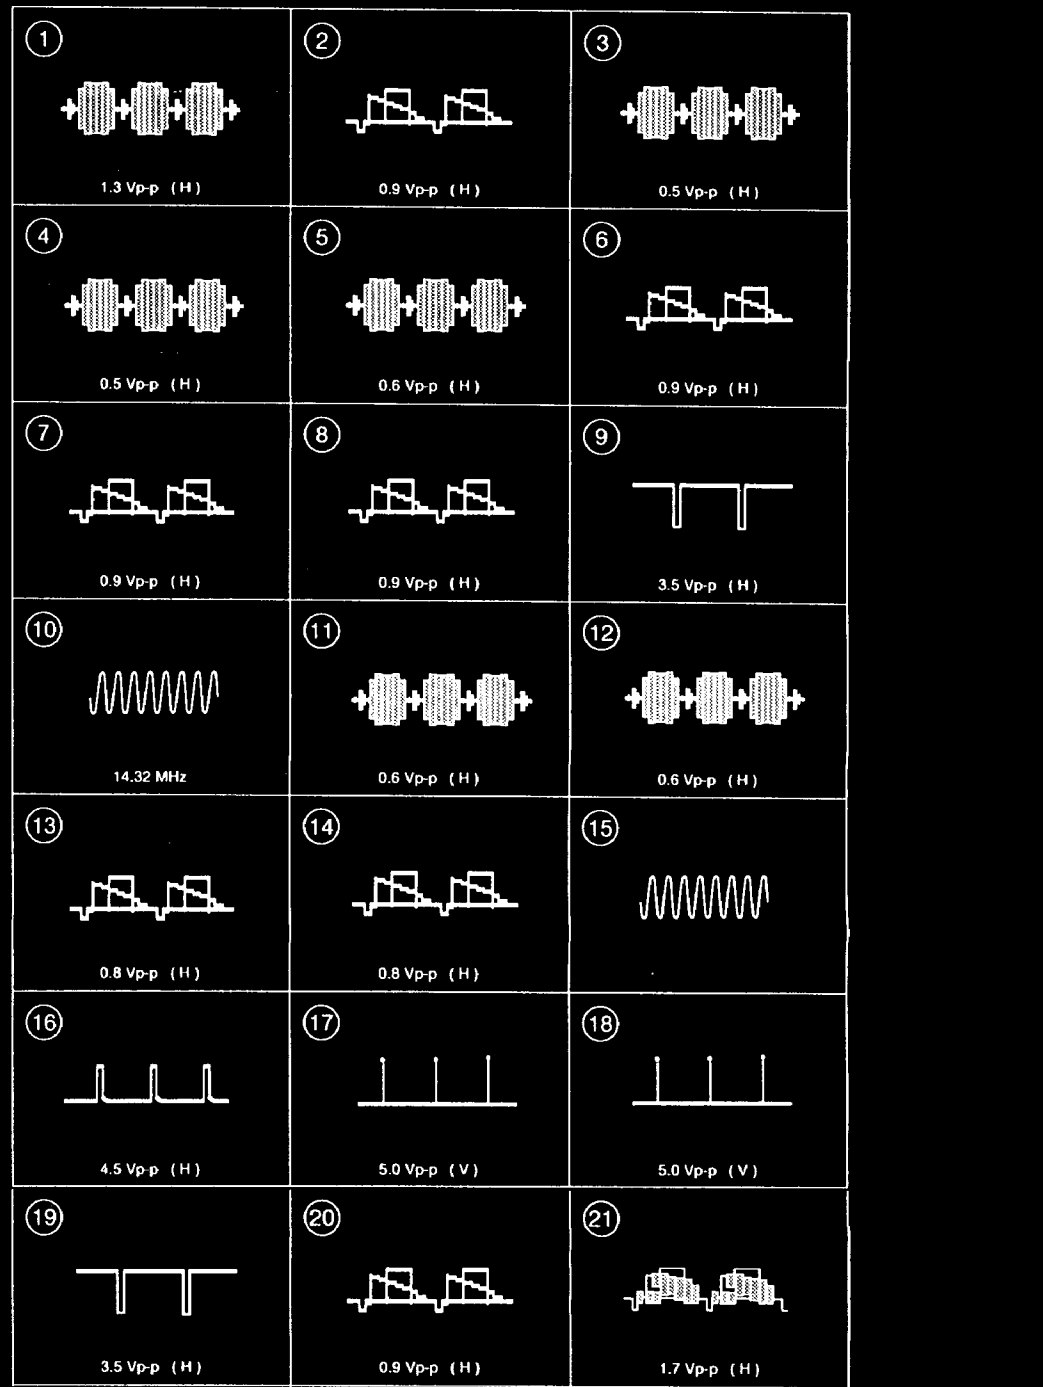 1 2 3
1.3 Vp-p (H) 0.9 Vp-p (H) 0.5 Vp-p (H)
4 5 6
0.5 Vp-p (H) 0.6 Vp-p (H) 0.9 Vp-p (H)
7 8 9
0.9 Vp-p (H) 0.9 Vp-p (H) 3.5 Vp-p (H)
10 11 12
14.32 MHz 0.6 Vp-p (H) 0.6 Vp-p (H)
13 14 15
0.8 Vp-p (H) 0.8 Vp-p (H)
16 17 18
4.5 Vp-p (H) 5.0 Vp-p (V) 5.0 Vp-p (V)
19 20 21
3.5 Vp-p (H) 0.9 Vp-p (H) 1.7 Vp-p (H)